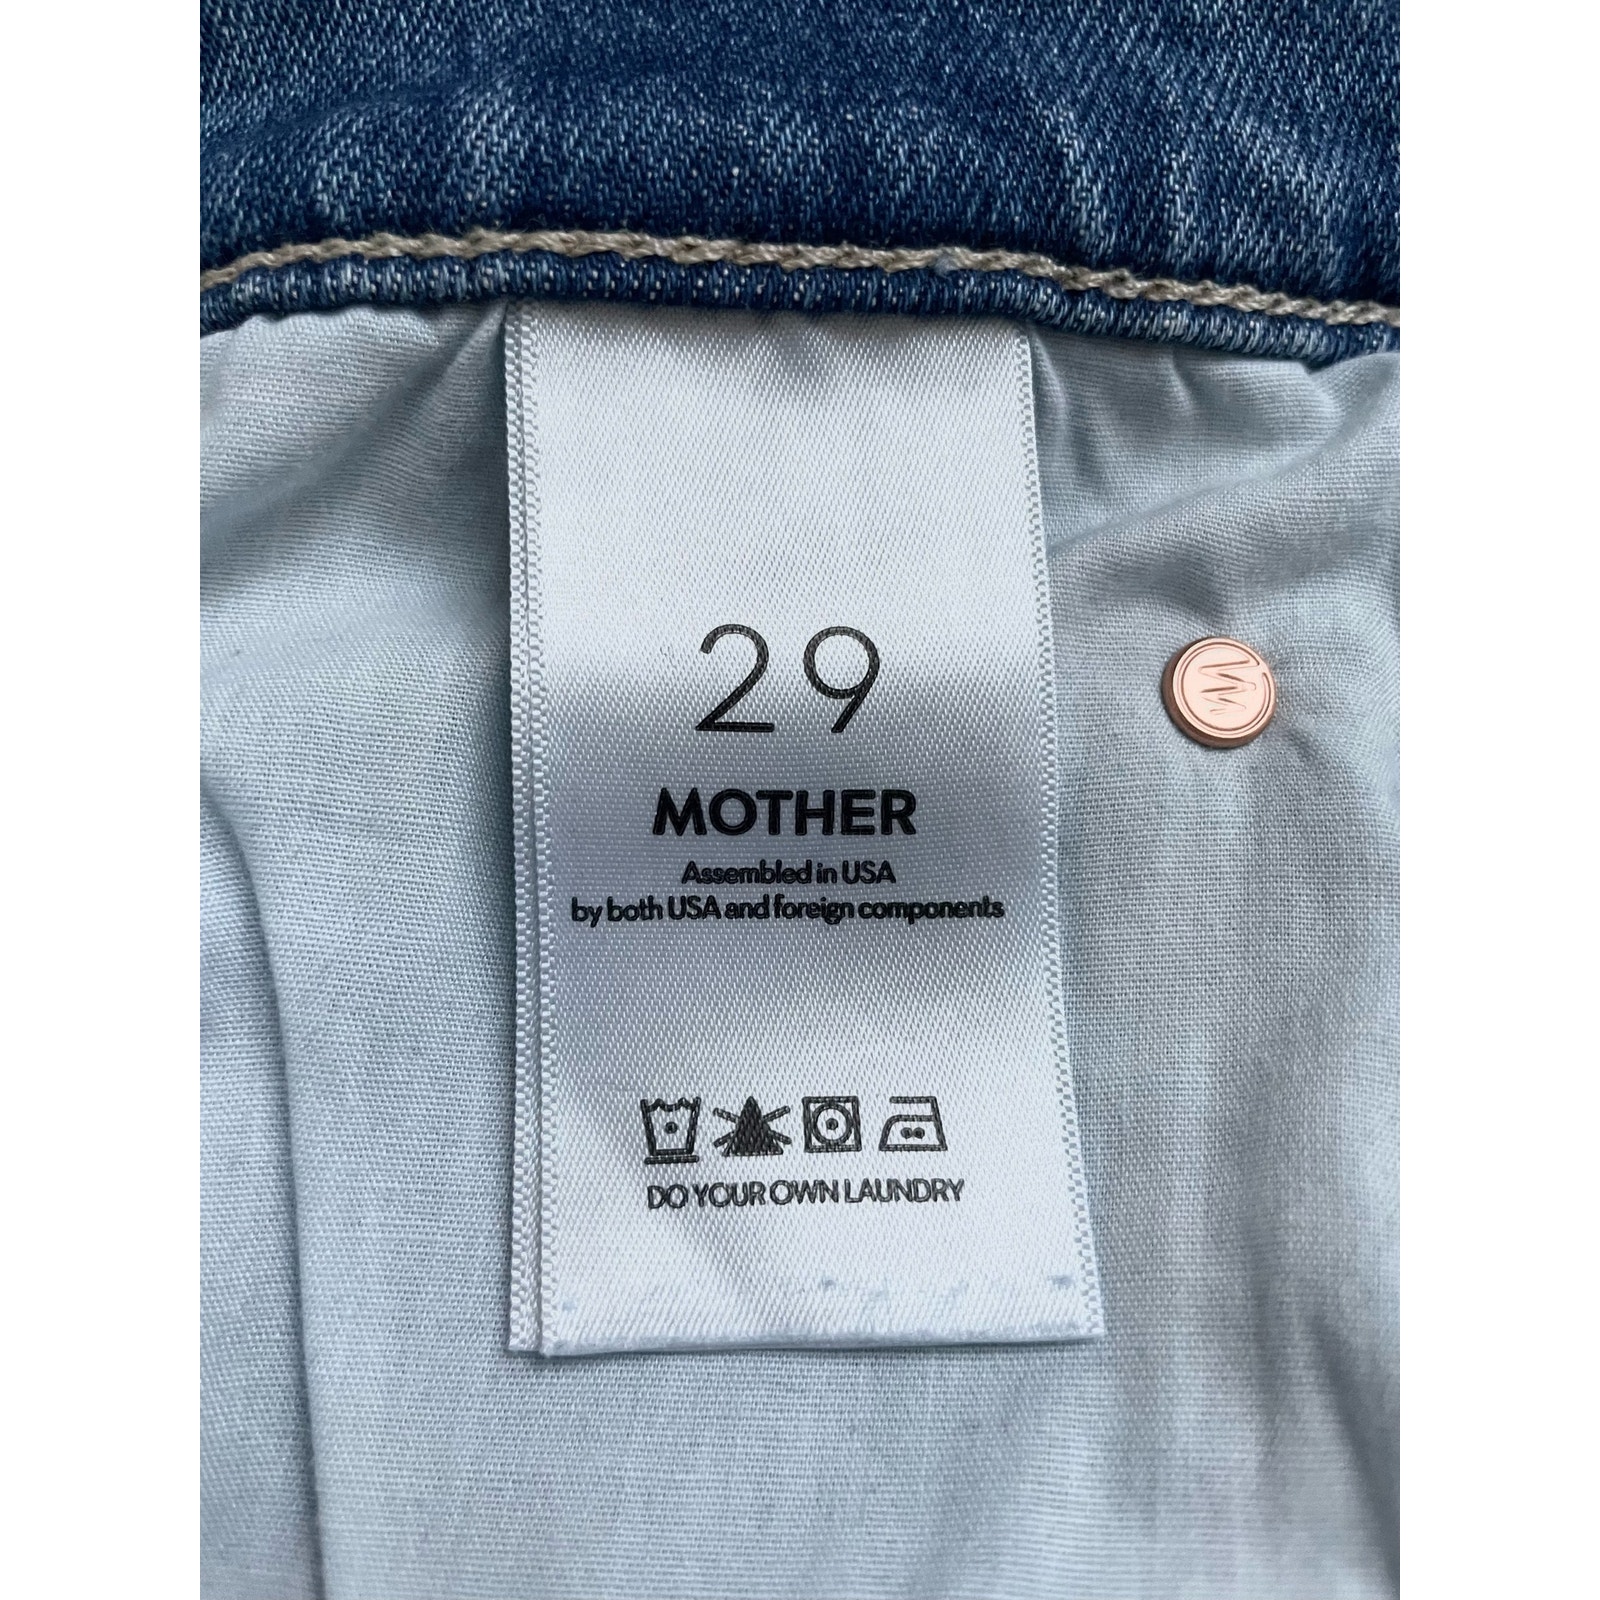 29
MOTHER
Assembled in USA
by both USA and foreign components
DO YOUR OWN LAUNDRY